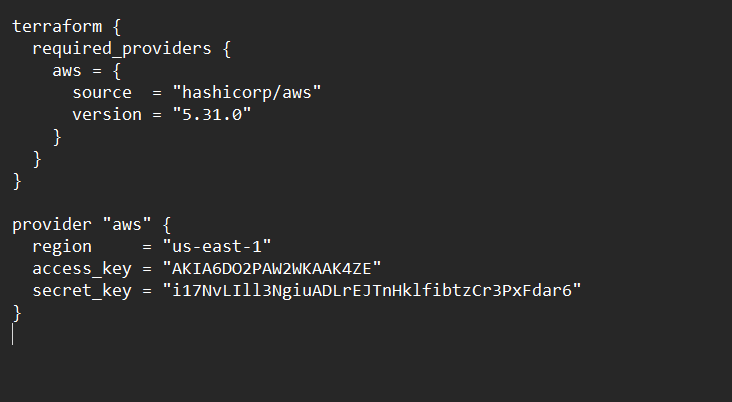 terraform {
  required_providers {
    aws = {
      source  = "hashicorp/aws"
      version = "5.31.0"
    }
  }
}

provider "aws" {
  region     = "us-east-1"
  access_key = "AKIA6DO2PAW2WKAAK4ZE"
  secret_key = "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"
}